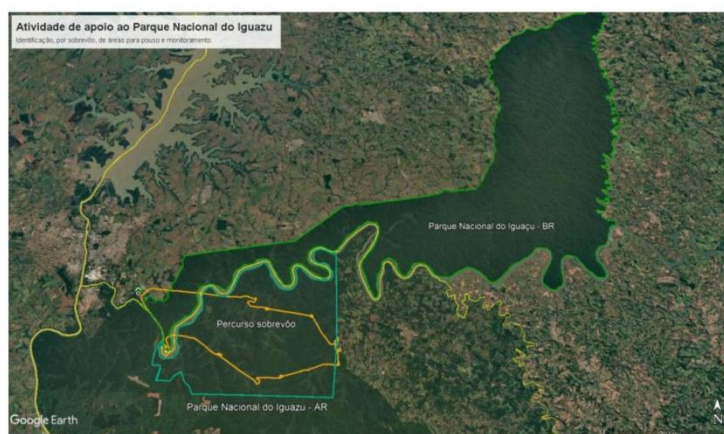 Atividade de apoio ao Parque Nacional do Iguazu
Identificação, por sobrevôo, de áreas para pouso e monitoramento
Parque Nacional do Iguaçu - BR
Percurso sobrevôo
Parque Nacional do Iguazu - AR
Google Earth
N